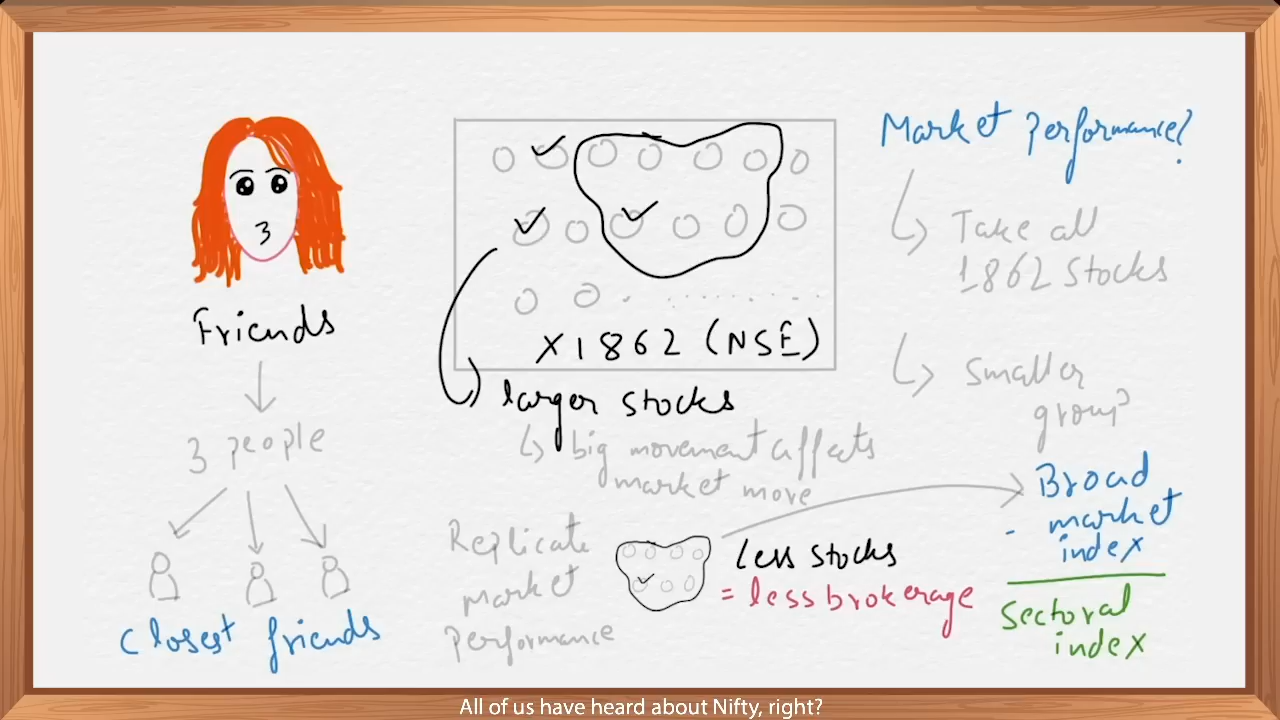 Friends
3 people
Closest friends
X1862 (NSE)
larger stocks
big movement affects
market move
Replicate
market
Performance
Less stocks
= less brokerage
Market Performance?
Take all
1862 Stocks
Smaller
group?
Broad
market
index
Sectoral
index
All of us have heard about Nifty, right?